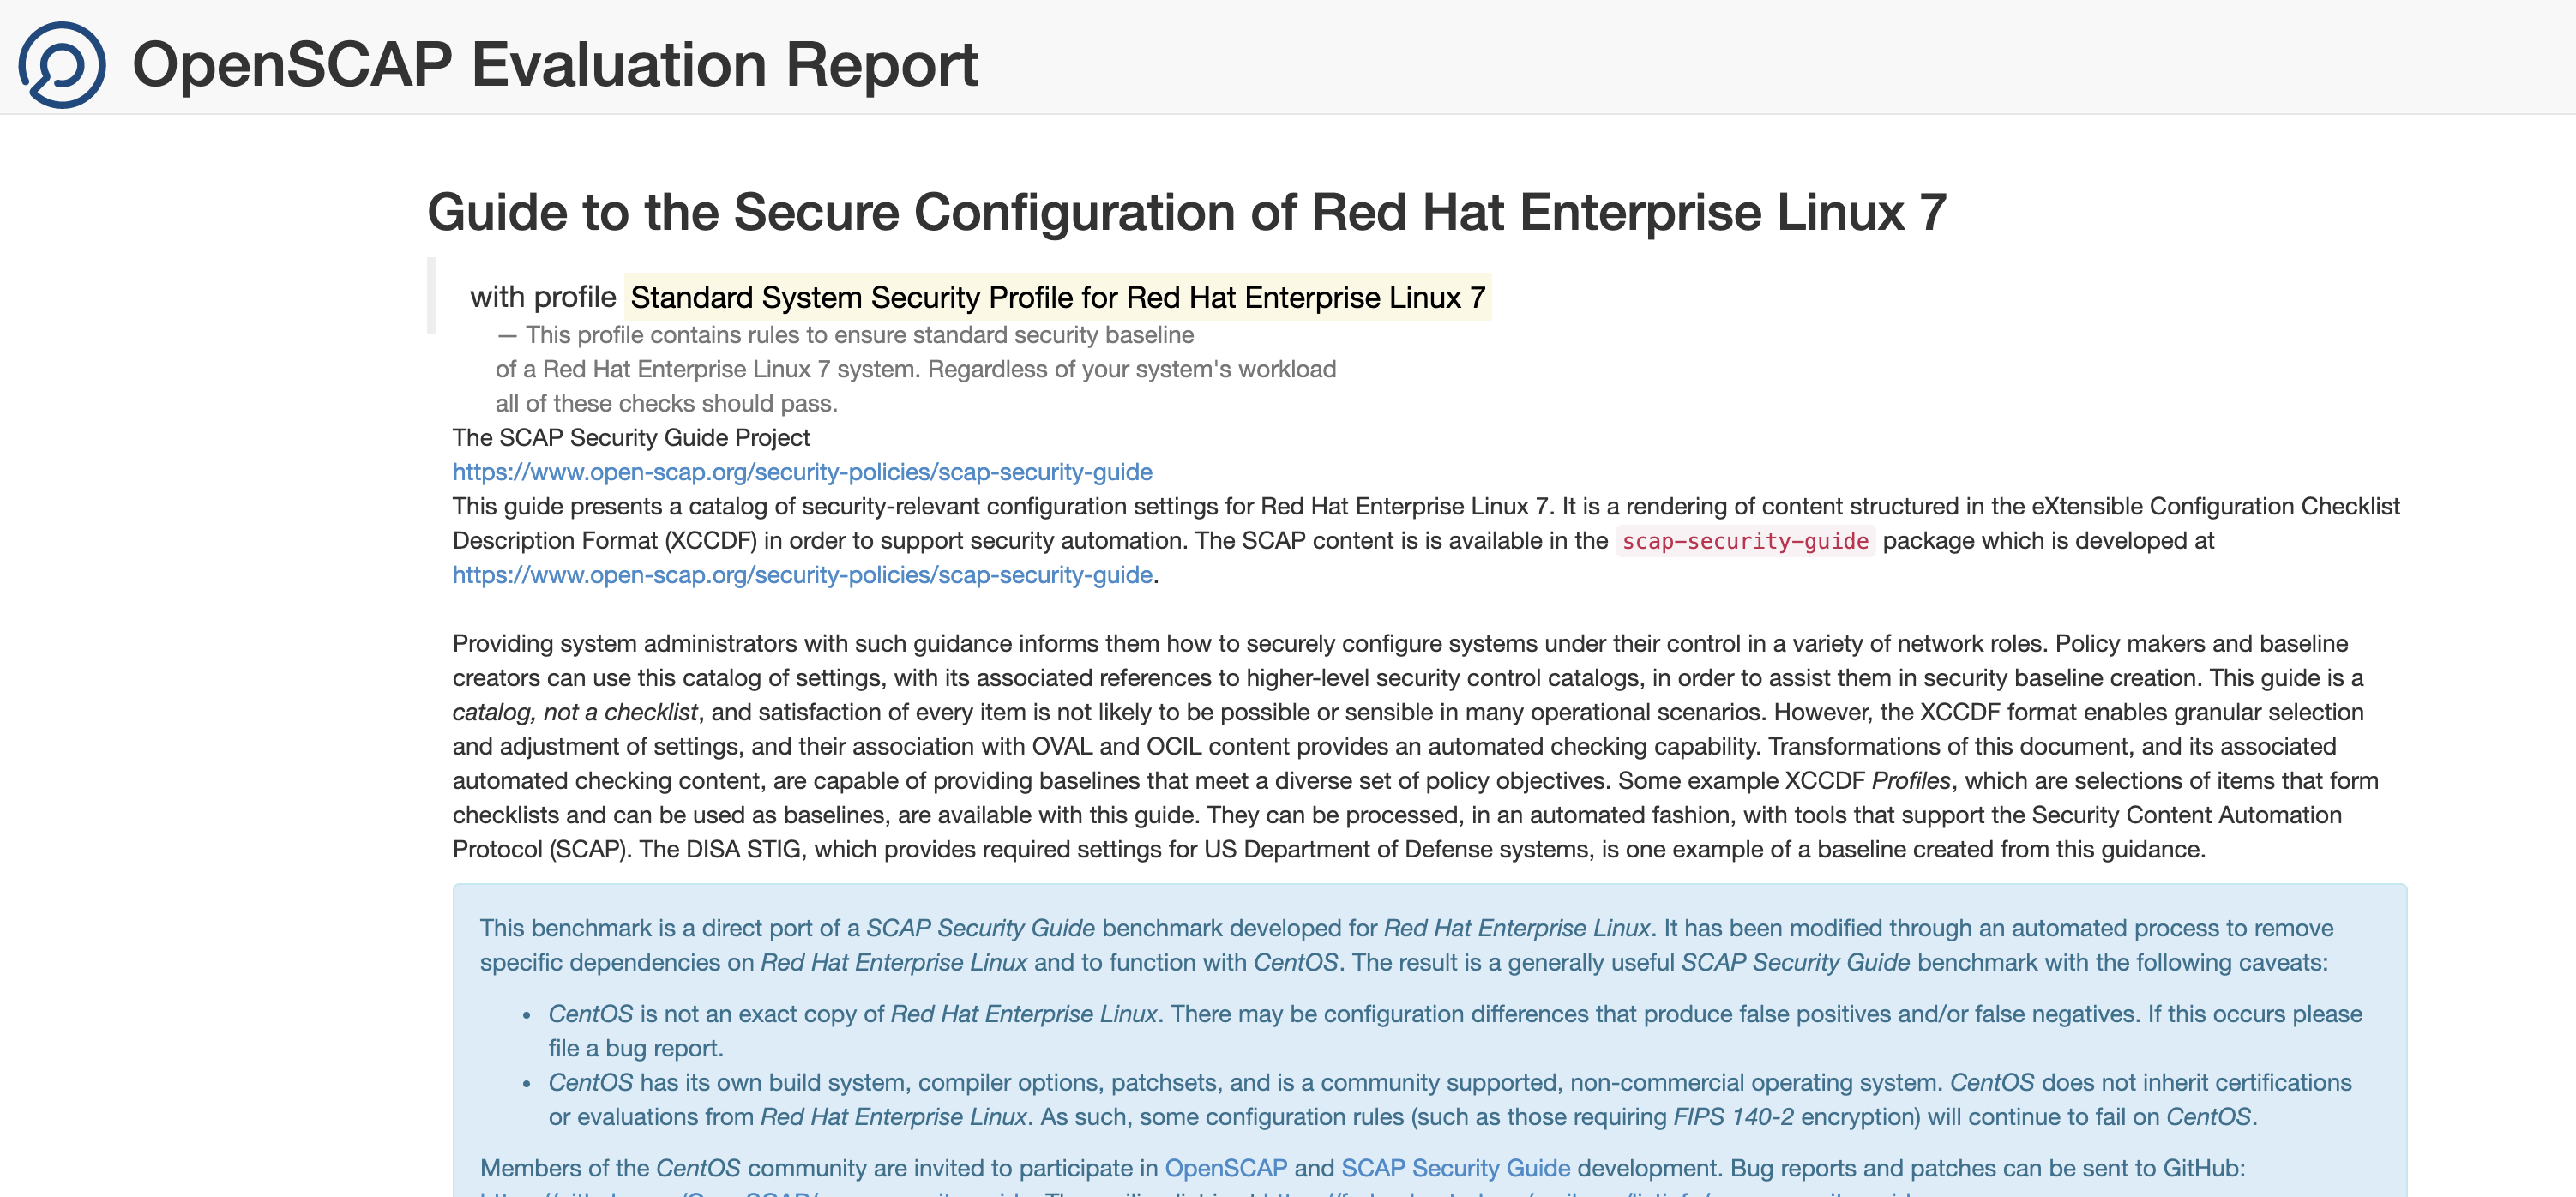 OpenSCAP Evaluation Report
Guide to the Secure Configuration of Red Hat Enterprise Linux 7
with profile Standard System Security Profile for Red Hat Enterprise Linux 7
— This profile contains rules to ensure standard security baseline
of a Red Hat Enterprise Linux 7 system. Regardless of your system's workload
all of these checks should pass.
The SCAP Security Guide Project
https://www.open-scap.org/security-policies/scap-security-guide
This guide presents a catalog of security-relevant configuration settings for Red Hat Enterprise Linux 7. It is a rendering of content structured in the eXtensible Configuration Checklist
Description Format (XCCDF) in order to support security automation. The SCAP content is is available in the scap-security-guide package which is developed at
https://www.open-scap.org/security-policies/scap-security-guide.
Providing system administrators with such guidance informs them how to securely configure systems under their control in a variety of network roles. Policy makers and baseline
creators can use this catalog of settings, with its associated references to higher-level security control catalogs, in order to assist them in security baseline creation. This guide is a
catalog, not a checklist, and satisfaction of every item is not likely to be possible or sensible in many operational scenarios. However, the XCCDF format enables granular selection
and adjustment of settings, and their association with OVAL and OCIL content provides an automated checking capability. Transformations of this document, and its associated
automated checking content, are capable of providing baselines that meet a diverse set of policy objectives. Some example XCCDF Profiles, which are selections of items that form
checklists and can be used as baselines, are available with this guide. They can be processed, in an automated fashion, with tools that support the Security Content Automation
Protocol (SCAP). The DISA STIG, which provides required settings for US Department of Defense systems, is one example of a baseline created from this guidance.
This benchmark is a direct port of a SCAP Security Guide benchmark developed for Red Hat Enterprise Linux. It has been modified through an automated process to remove
specific dependencies on Red Hat Enterprise Linux and to function with CentOS. The result is a generally useful SCAP Security Guide benchmark with the following caveats:
• CentOS is not an exact copy of Red Hat Enterprise Linux. There may be configuration differences that produce false positives and/or false negatives. If this occurs please
file a bug report.
• CentOS has its own build system, compiler options, patchsets, and is a community supported, non-commercial operating system. CentOS does not inherit certifications
or evaluations from Red Hat Enterprise Linux. As such, some configuration rules (such as those requiring FIPS 140-2 encryption) will continue to fail on CentOS.
Members of the CentOS community are invited to participate in OpenSCAP and SCAP Security Guide development. Bug reports and patches can be sent to GitHub: